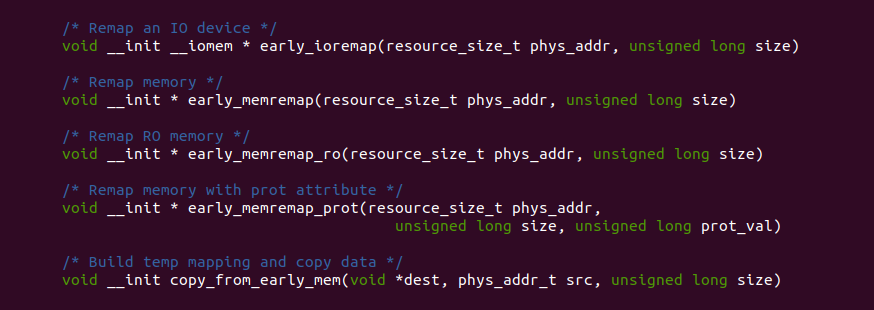 /* Remap an IO device */
void __init __iomem * early_ioremap(resource_size_t phys_addr, unsigned long size)
/* Remap memory */
void __init * early_memremap(resource_size_t phys_addr, unsigned long size)
/* Remap RO memory */
void __init * early_memremap_ro(resource_size_t phys_addr, unsigned long size)
/* Remap memory with prot attribute */
void __init * early_memremap_prot(resource_size_t phys_addr,
unsigned long size, unsigned long prot_val)
/* Build temp mapping and copy data */
void __init copy_from_early_mem(void *dest, phys_addr_t src, unsigned long size)